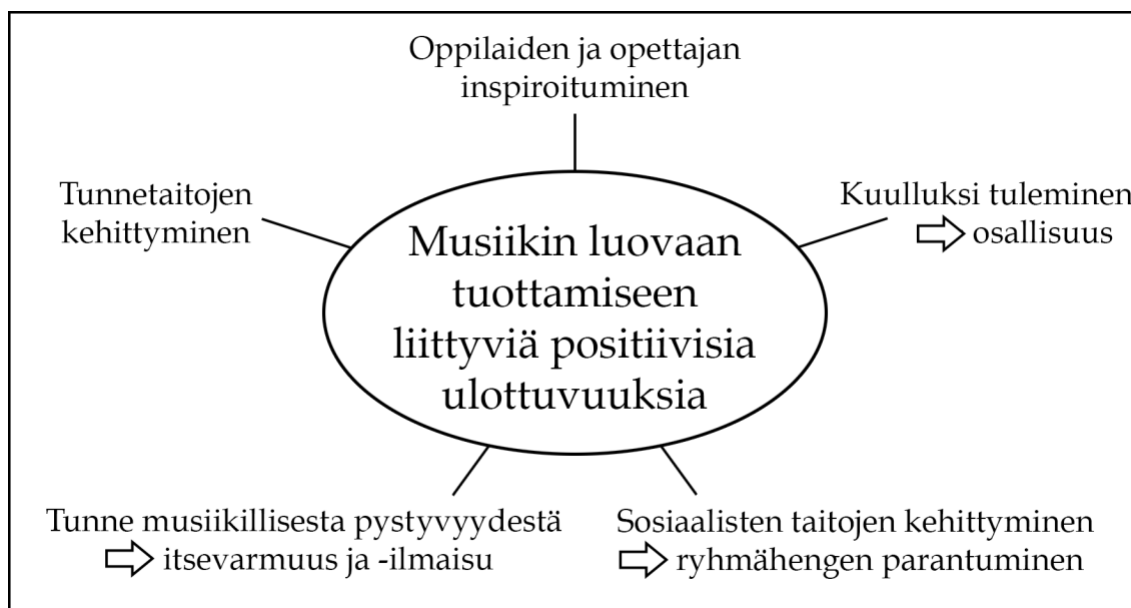 Oppilaiden ja opettajan
inspiroituminen
Tunnetaitojen
kehittyminen
Kuulluksi tuleminen
⇨ osallisuus
Musiikin luovaan
tuottamiseen
liittyviä positiivisia
ulottuvuuksia
Tunne musiikillisesta pystyvyydestä
⇨ itsevarmuus ja -ilmaisu
Sosiaalisten taitojen kehittyminen
⇨ ryhmähengen parantuminen